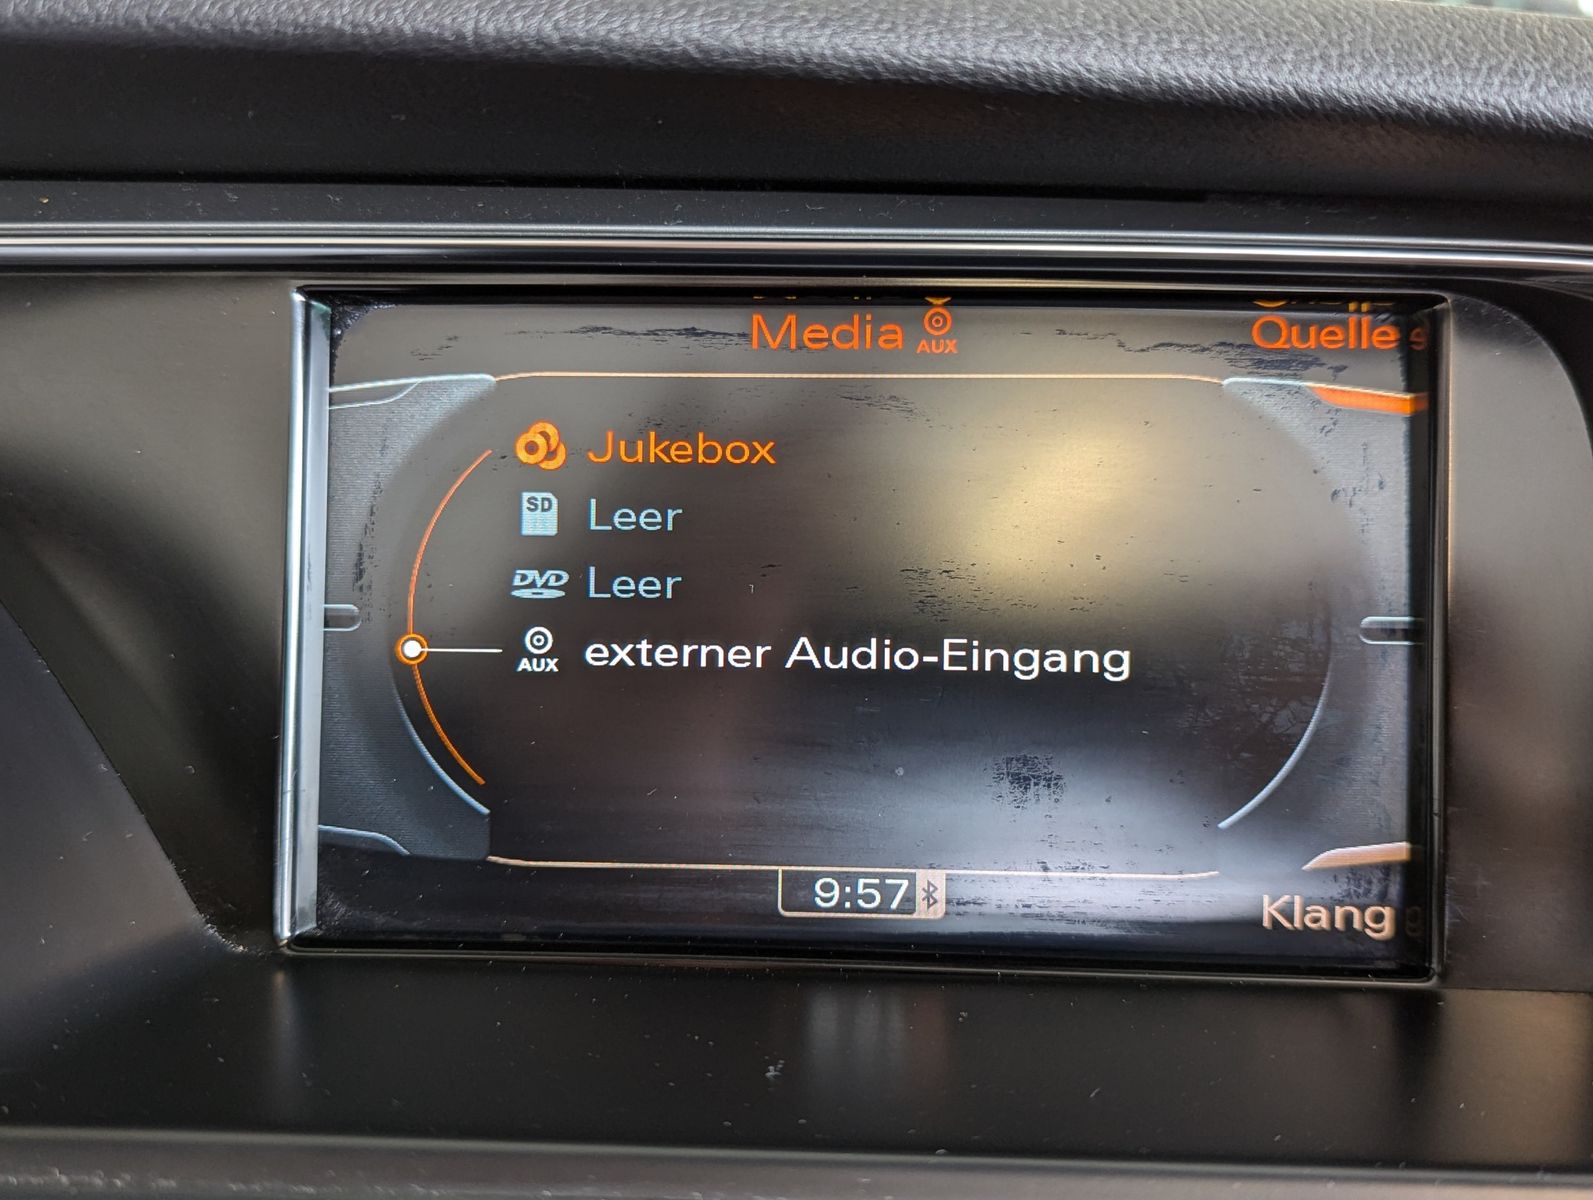 Media AUX
Quelle
Jukebox
SD Leer
DVD Leer
AUX externer Audio-Eingang
9:57
Klang